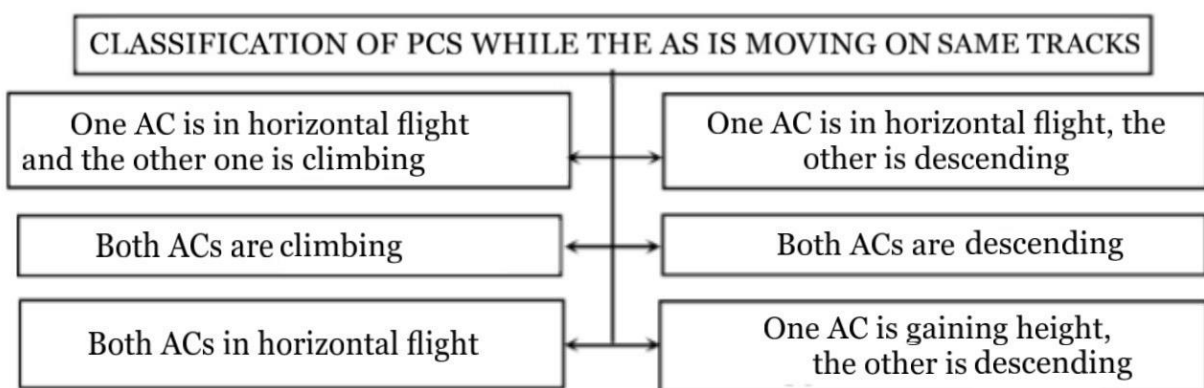 CLASSIFICATION OF PCS WHILE THE AS IS MOVING ON SAME TRACKS
One AC is in horizontal flight
and the other one is climbing
One AC is in horizontal flight, the
other is descending
Both ACs are climbing
Both ACs are descending
Both ACs in horizontal flight
One AC is gaining height,
the other is descending